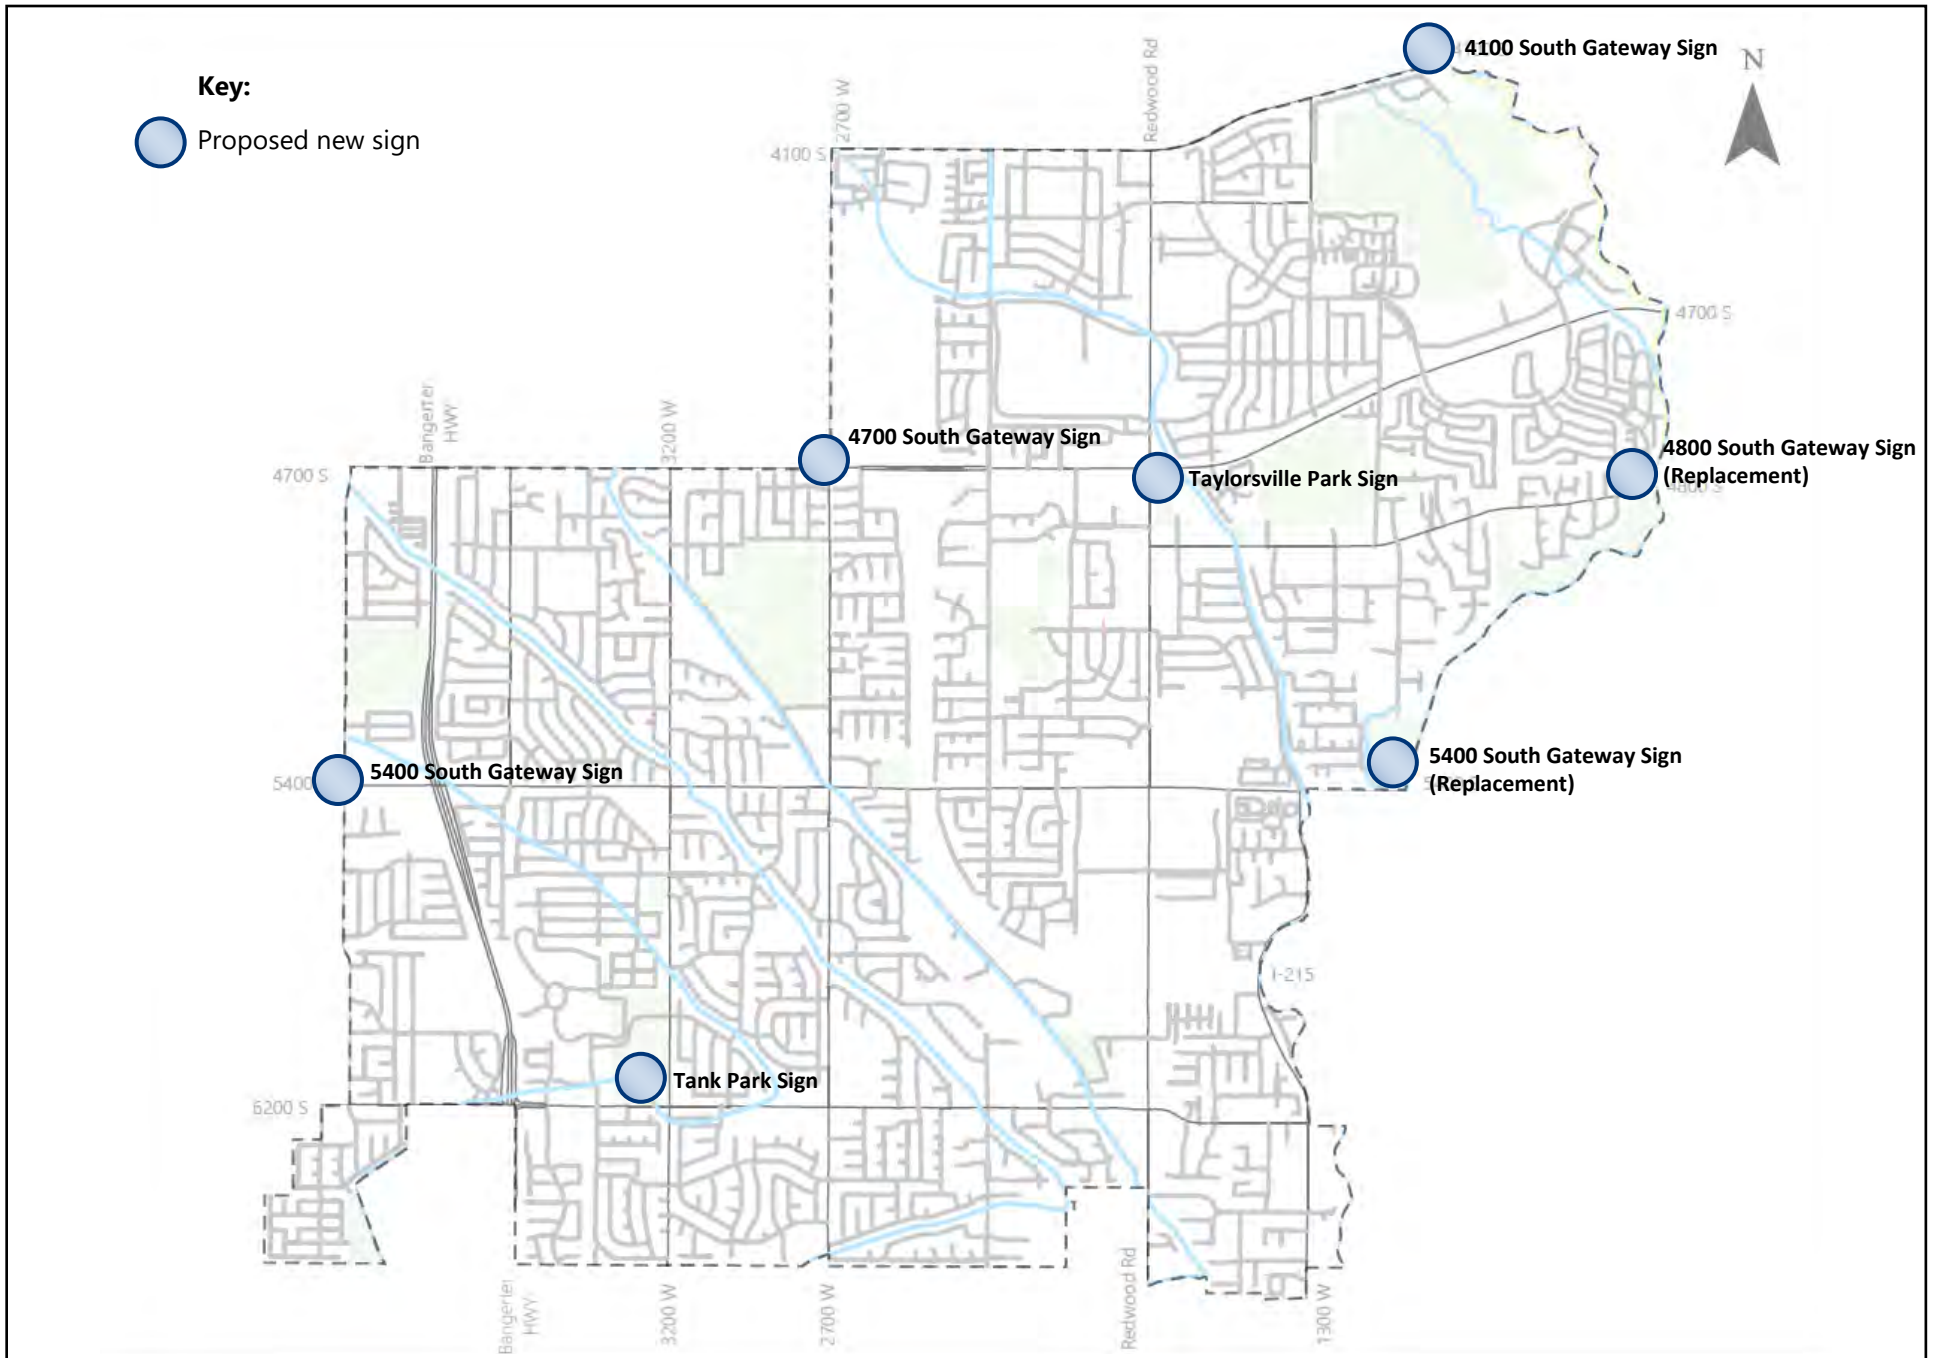 Key:
Proposed new sign
4100 South Gateway Sign
N
Redwood Rd
2700 W
4100 S
4700 S
Bangerter
HWY
3200 W
4700 South Gateway Sign
4800 South Gateway Sign
(Replacement)
4700 S
Taylorsville Park Sign
4800 S
5400 South Gateway Sign
(Replacement)
5400 South Gateway Sign
5400
I-215
Tank Park Sign
6200 S
Bangerter
HWY
3200 W
2700 W
Redwood Rd
1300 W